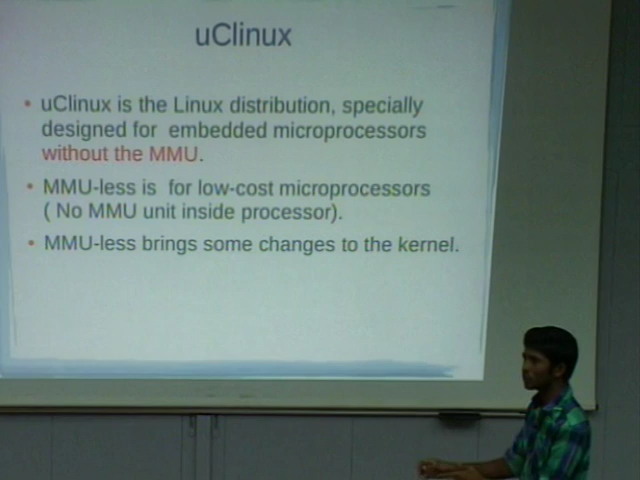 uClinux
• uClinux is the Linux distribution, specially
designed for embedded microprocessors
without the MMU.
• MMU-less is for low-cost microprocessors
( No MMU unit inside processor).
• MMU-less brings some changes to the kernel.